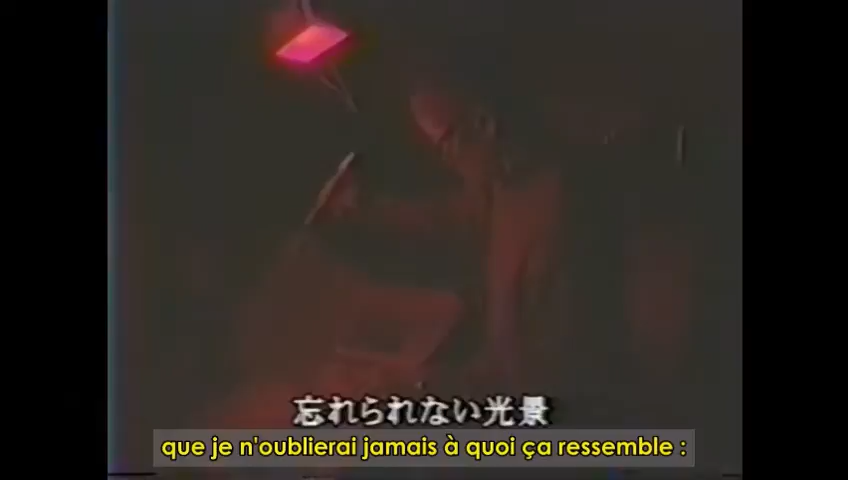 忘れられない光景
que je n'oublierai jamais à quoi ça ressemble :